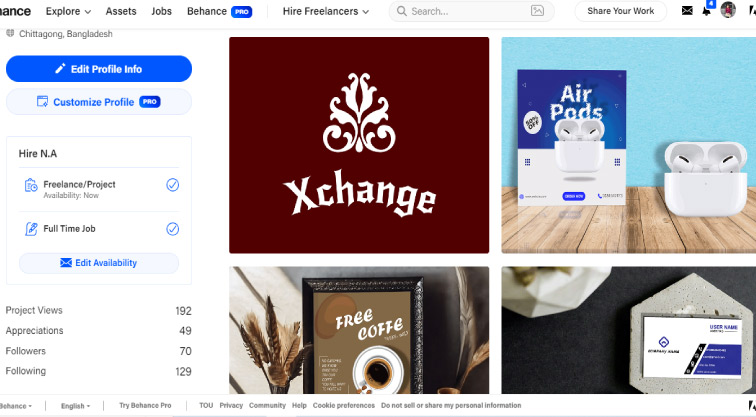 hance
Explore
Assets
Jobs
Behance PRO
Hire Freelancers
Search...
Share Your Work
4
Chittagong, Bangladesh
Edit Profile Info
Customize Profile PRO
Hire N.A
Freelance/Project
Availability: Now
Full Time Job
Edit Availability
Project Views 192
Appreciations 49
Followers 70
Following 129
Xchange
Air
Pods
50%
OFF
ORDER NOW
FREE
COFFE
USER NAME
COMPANY NAME
Behance
English
Try Behance Pro
TOU
Privacy
Community
Help
Cookie preferences
Do not sell or share my personal information